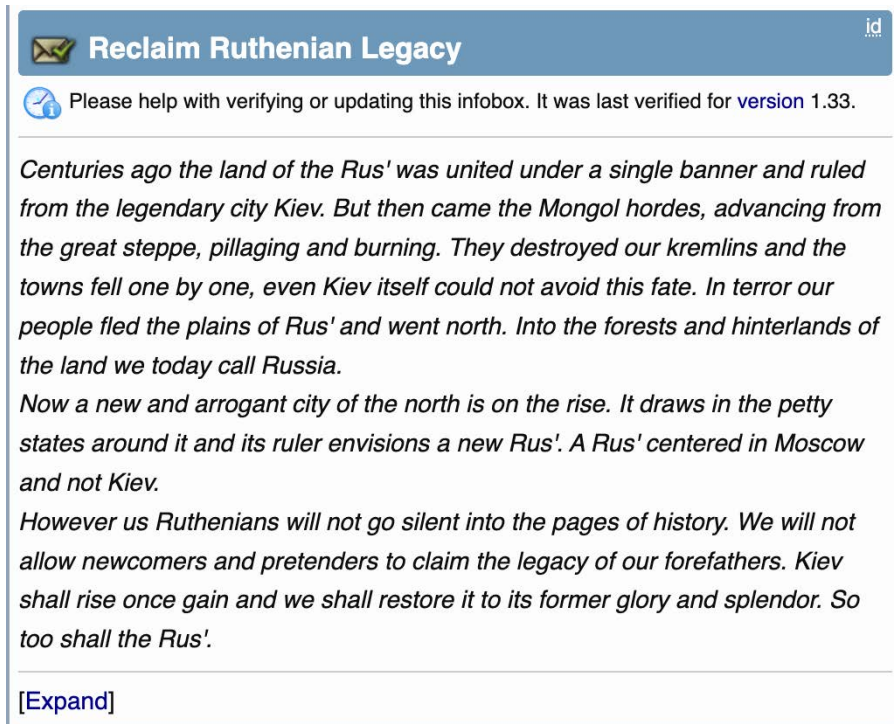 id
Reclaim Ruthenian Legacy
Please help with verifying or updating this infobox. It was last verified for version 1.33.
Centuries ago the land of the Rus' was united under a single banner and ruled
from the legendary city Kiev. But then came the Mongol hordes, advancing from
the great steppe, pillaging and burning. They destroyed our kremlins and the
towns fell one by one, even Kiev itself could not avoid this fate. In terror our
people fled the plains of Rus' and went north. Into the forests and hinterlands of
the land we today call Russia.
Now a new and arrogant city of the north is on the rise. It draws in the petty
states around it and its ruler envisions a new Rus'. A Rus' centered in Moscow
and not Kiev.
However us Ruthenians will not go silent into the pages of history. We will not
allow newcomers and pretenders to claim the legacy of our forefathers. Kiev
shall rise once gain and we shall restore it to its former glory and splendor. So
too shall the Rus'.
[Expand]